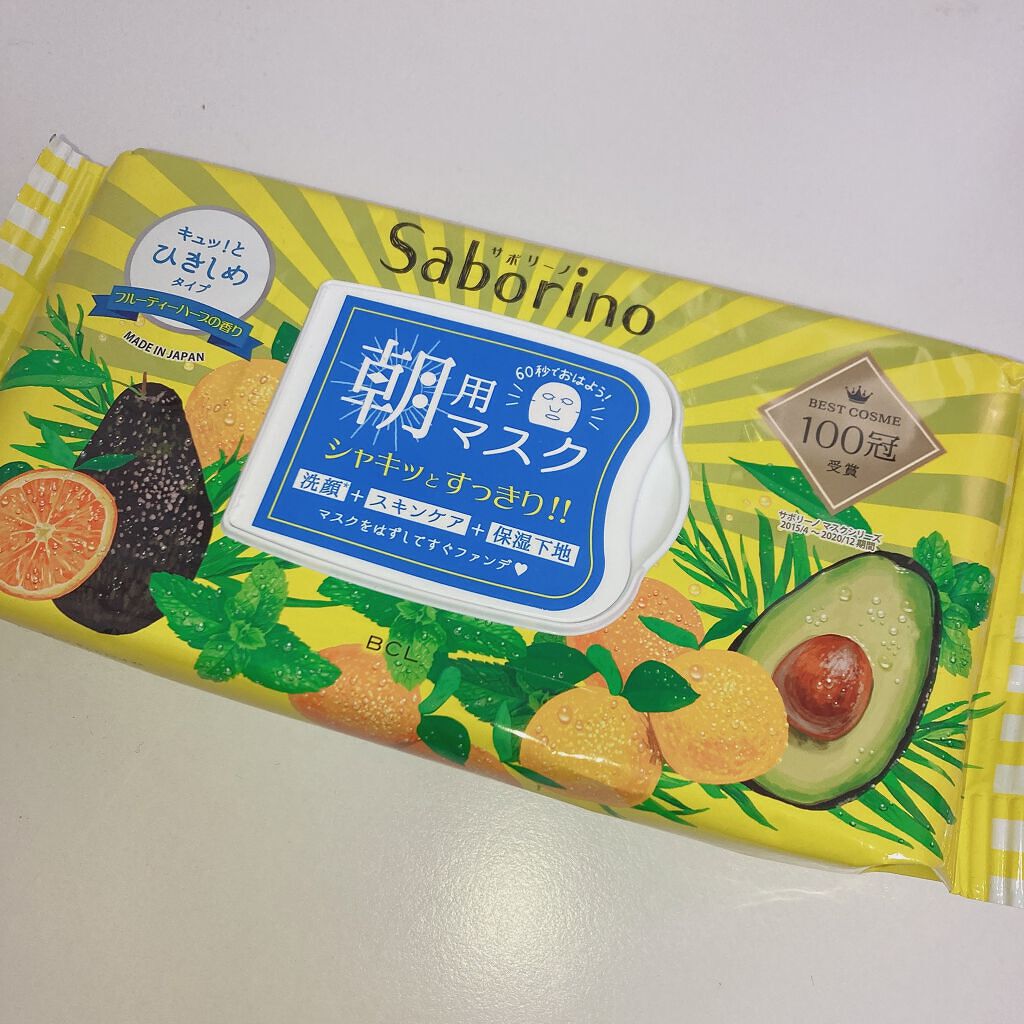 サボリーノ
Saborino
キュッ!と
ひきしめ
タイプ
フルーティーハーブの香り
MADE IN JAPAN
朝用マスク
60秒でおはよう!
シャキッとすっきり!!
洗顔*+スキンケア+保湿下地
マスクをはずしてすぐファンデ♥
BEST COSME
100冠
受賞
サボリーノ マスクシリーズ
2015/4 ～2020/12 期間
BCL